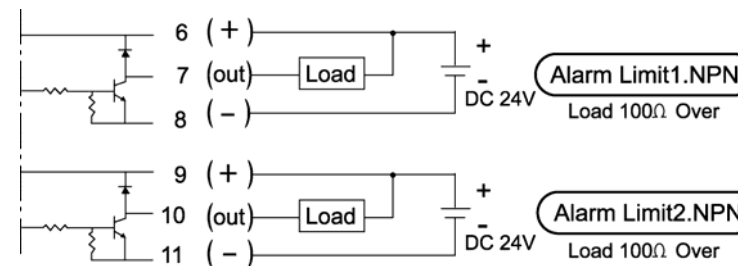 6 (+)
+
7 (out) Load
-
DC 24V
Alarm Limit1.NPN
8 (-)
Load 100Ω Over
9 (+)
+
10 (out) Load
-
DC 24V
Alarm Limit2.NPN
11 (-)
Load 100Ω Over